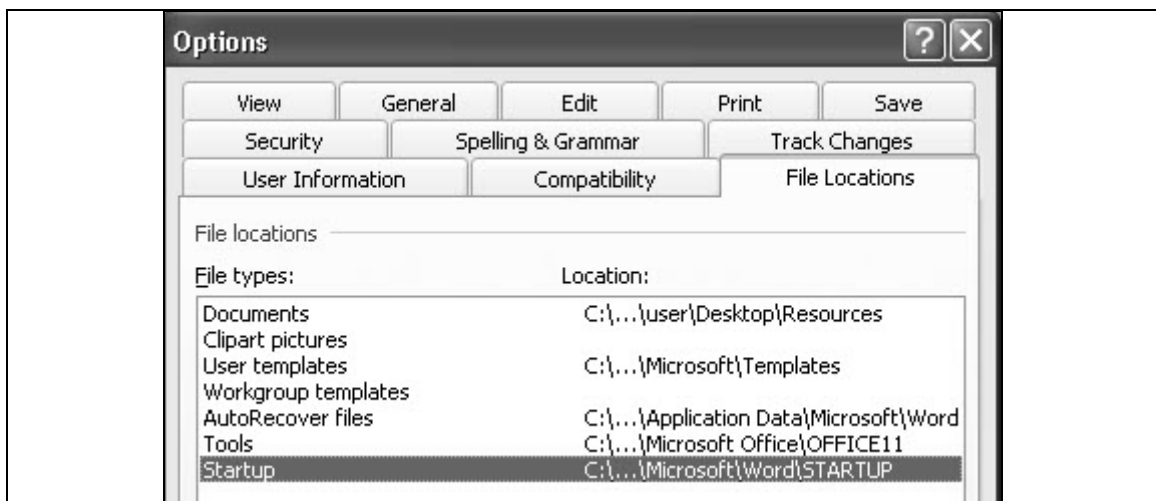 Options
View General Edit Print Save
Security Spelling & Grammar Track Changes
User Information Compatibility File Locations
File locations
File types: Location:
Documents C:\...\user\Desktop\Resources
Clipart pictures
User templates C:\...\Microsoft\Templates
Workgroup templates
AutoRecover files C:\...\Application Data\Microsoft\Word
Tools C:\...\Microsoft Office\OFFICE11
Startup C:\...\Microsoft\Word\STARTUP